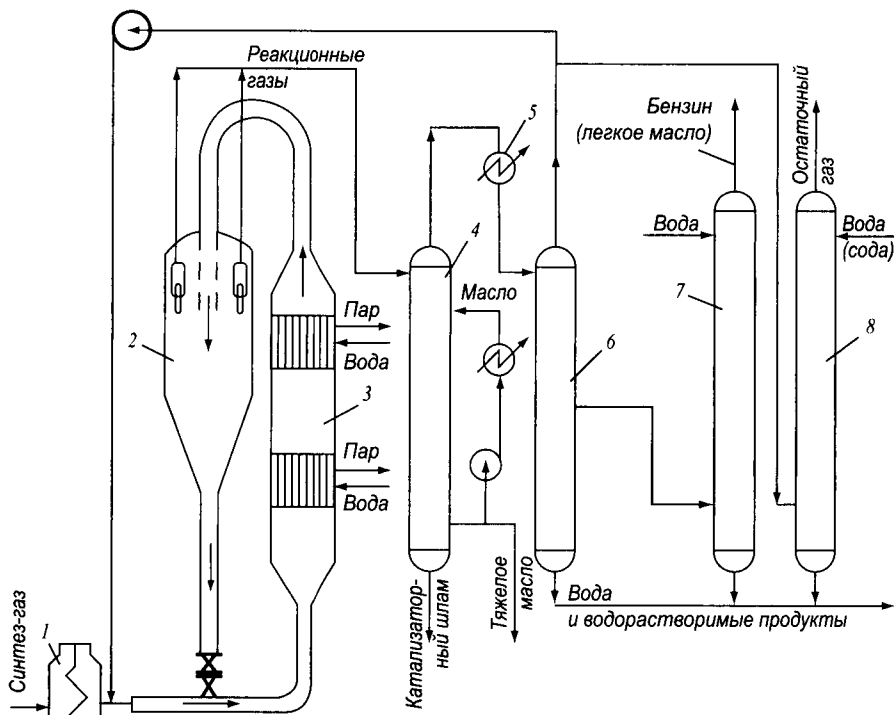 Реакционные
газы
5
Бензин
(легкое масло)
Остаточный
газ
4
Вода
Вода
(сода)
Масло
7
2
Пар
Вода
6
8
3
Пар
Вода
Синтез-газ
1
Катализатор-
ный шлам
Тяжелое
масло
Вода
и водорастворимые продукты